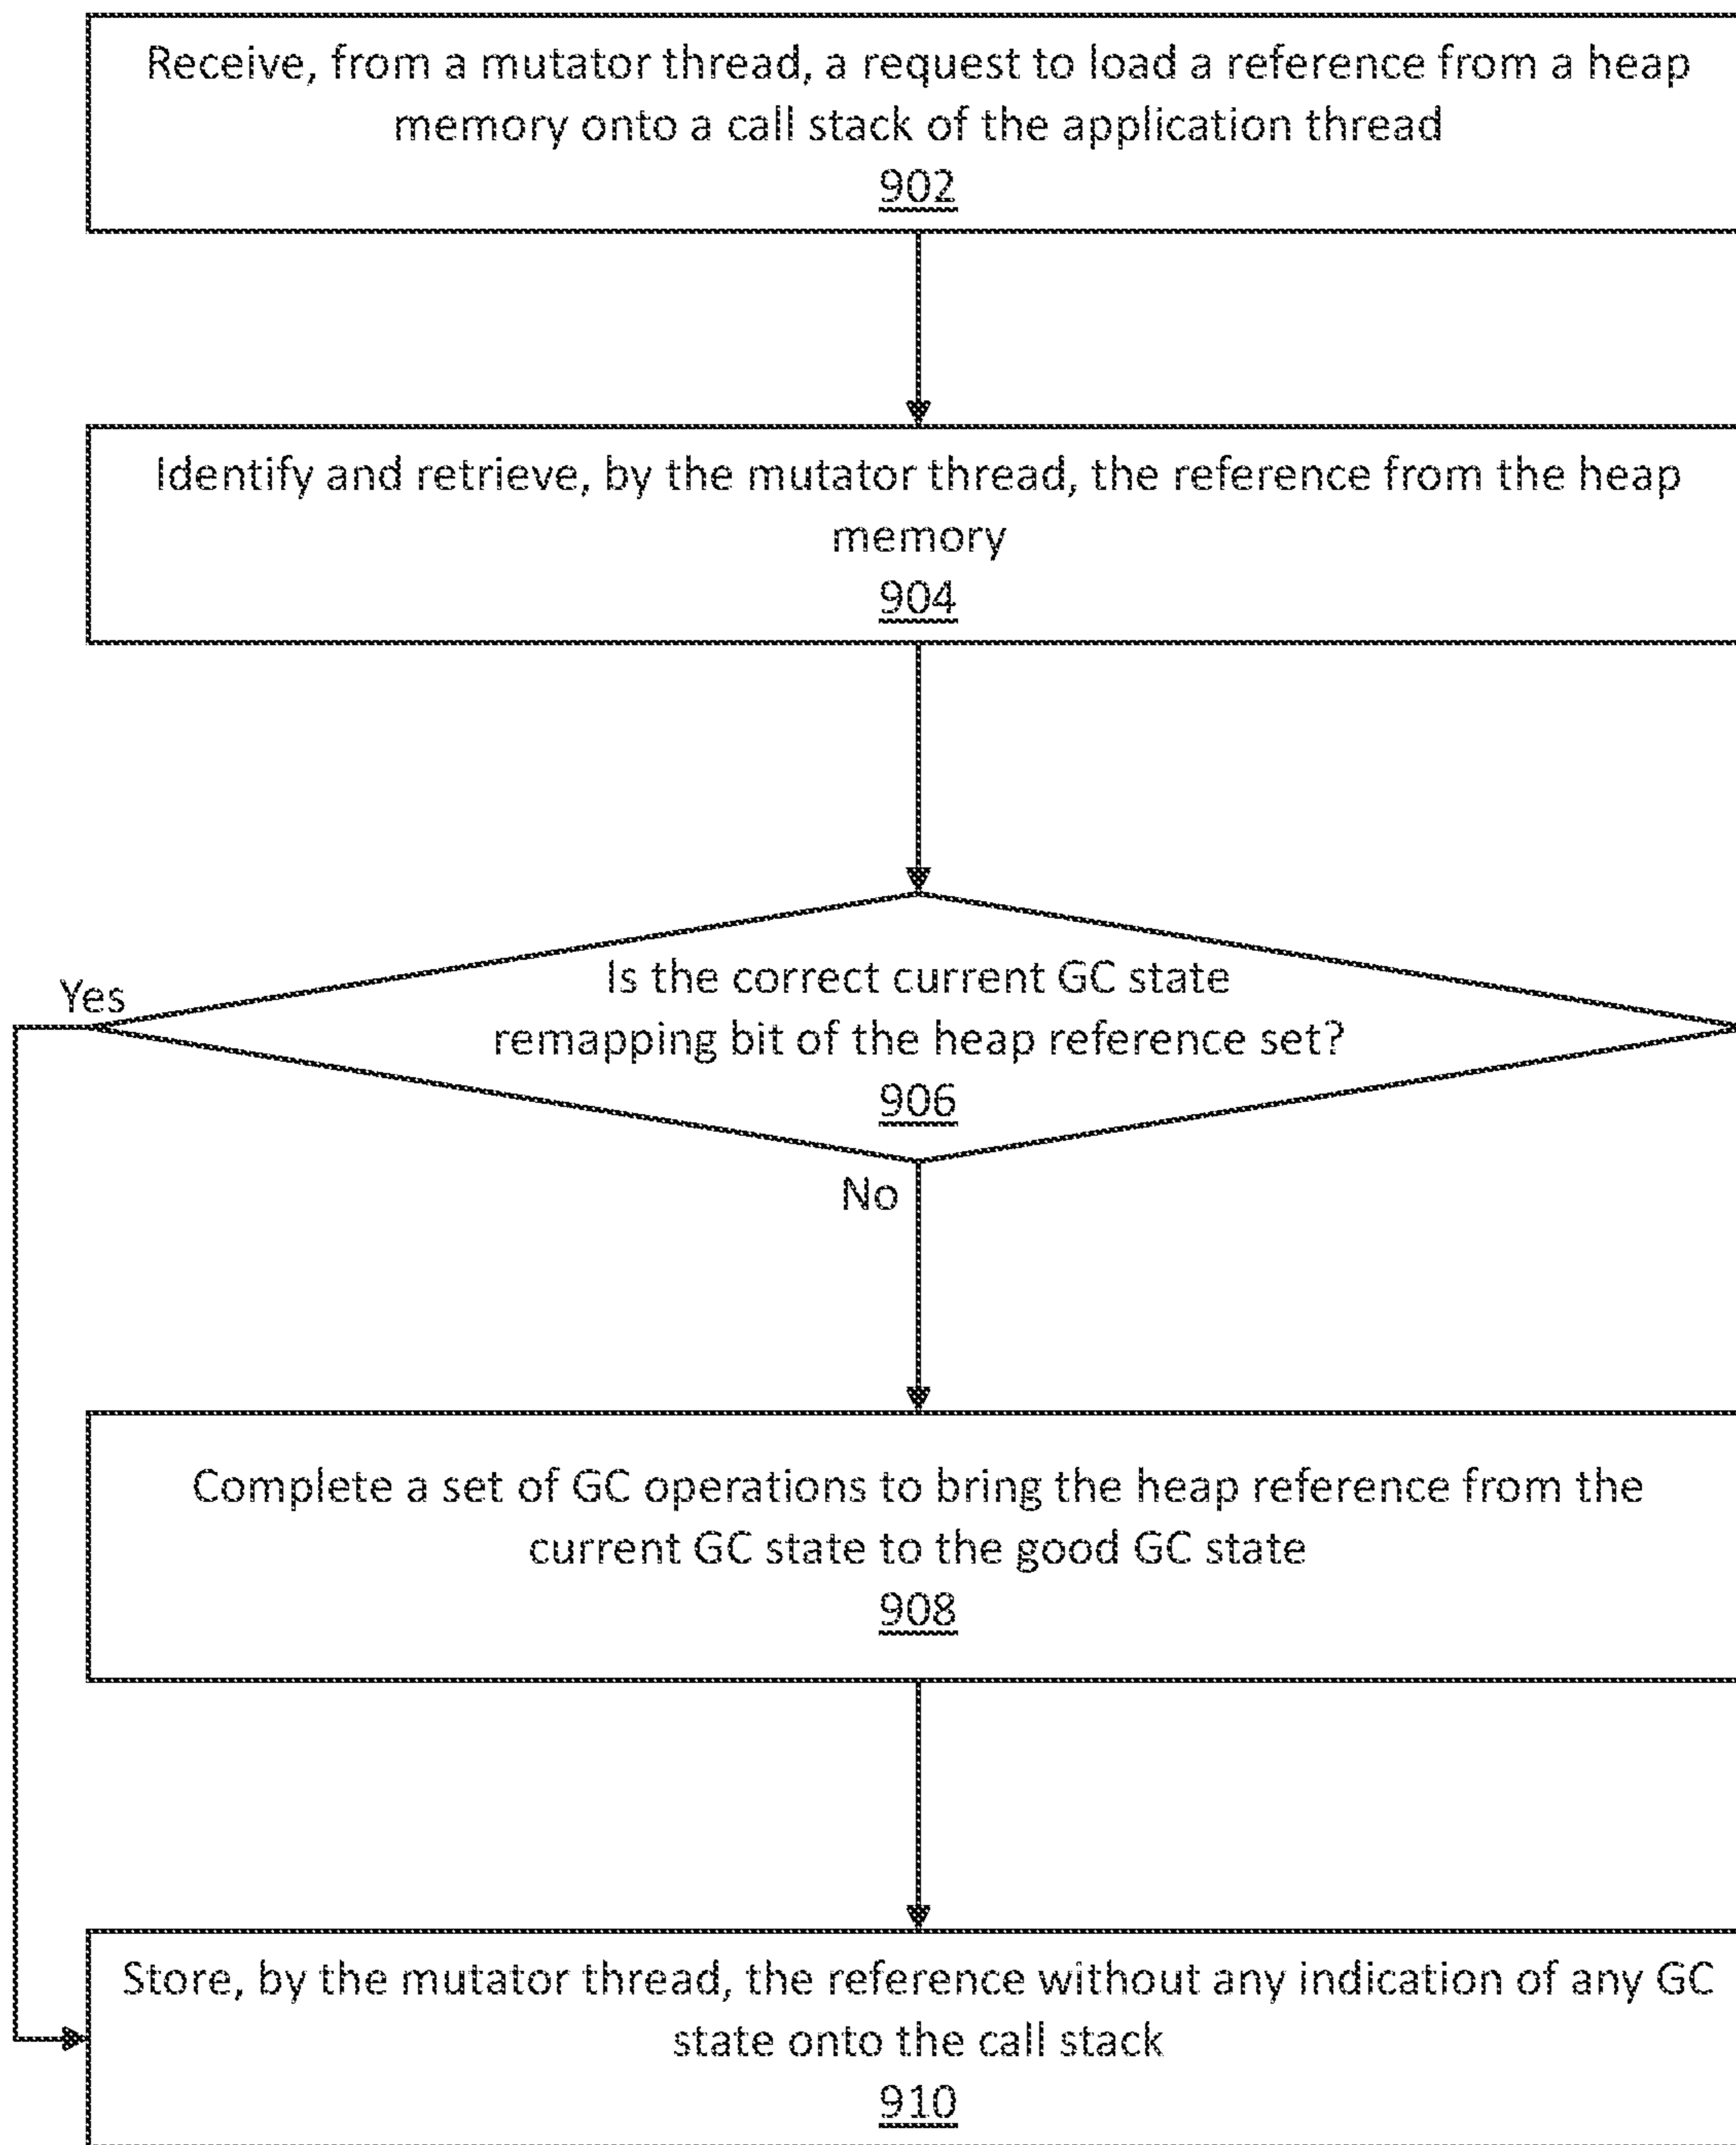 Receive, from a mutator thread, a request to load a reference from a heap
memory onto a call stack of the application thread
902
Identify and retrieve, by the mutator thread, the reference from the heap
memory
904
Is the correct current GC state
remapping bit of the heap reference set?
906
Yes
No
Complete a set of GC operations to bring the heap reference from the
current GC state to the good GC state
908
Store, by the mutator thread, the reference without any indication of any GC
state onto the call stack
910